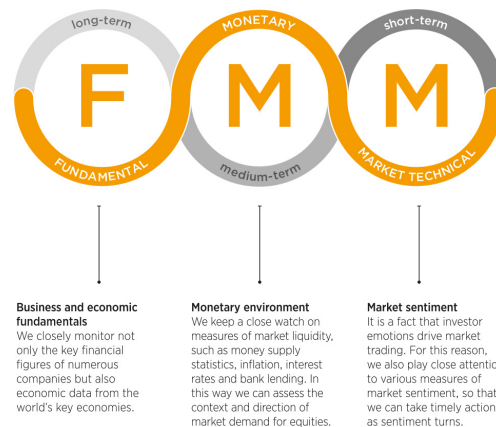 long-term
MONETARY
short-term
F
M
M
FUNDAMENTAL
medium-term
MARKET TECHNICAL
Business and economic
fundamentals
We closely monitor not
only the key financial
figures of numerous
companies but also
economic data from the
world's key economies.
Monetary environment
We keep a close watch on
measures of market liquidity,
such as money supply
statistics, inflation, interest
rates and bank lending. In
this way we can assess the
context and direction of
market demand for equities.
Market sentiment
It is a fact that investor
emotions drive market
trading. For this reason,
we also play close attentio
to various measures of
market sentiment, so that
we can take timely action
as sentiment turns.